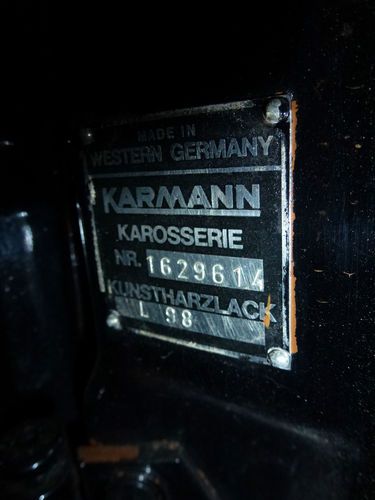 MADE IN
WESTERN GERMANY
KARMANN
KAROSSERIE
NR. 1629614
KUNSTHARZLACK
L 98